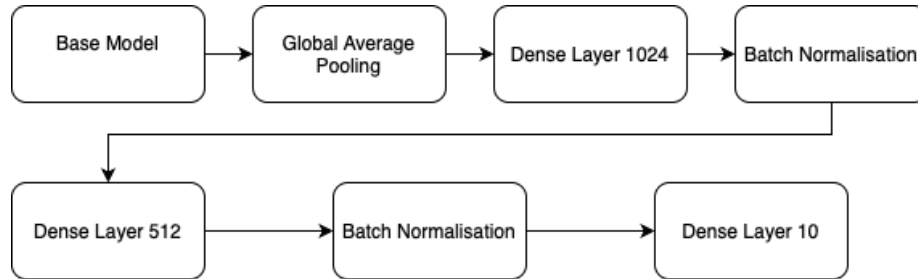 Base Model
Global Average
Pooling
Dense Layer 1024
Batch Normalisation
Dense Layer 512
Batch Normalisation
Dense Layer 10